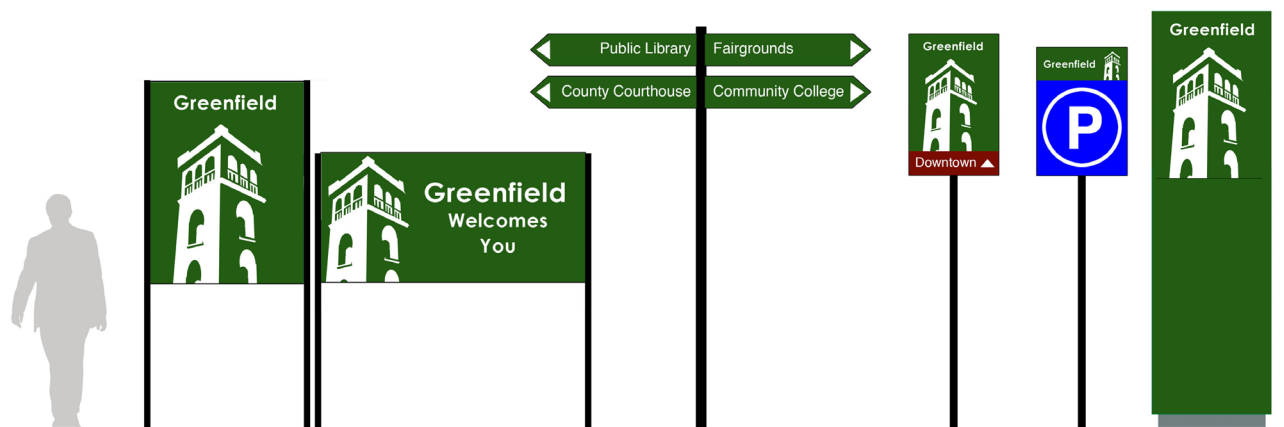 Greenfield
Greenfield
Welcomes
You
Public Library
Fairgrounds
County Courthouse
Community College
Greenfield
Downtown
Greenfield
P
Greenfield